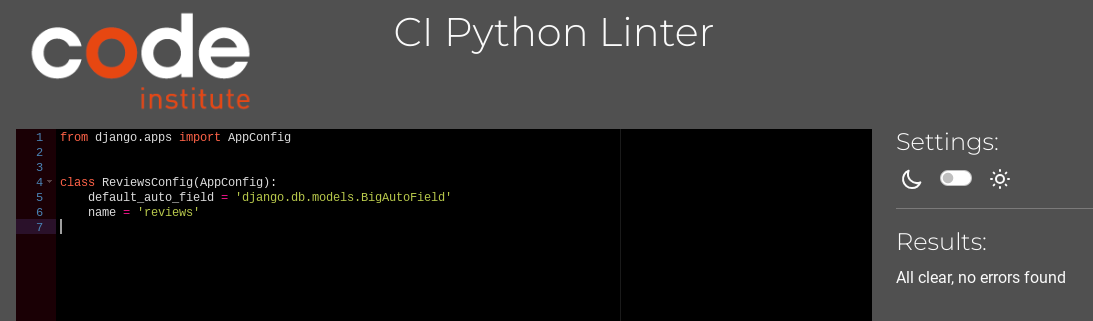 code
institute
CI Python Linter
1 from django.apps import AppConfig
2
3
4 class ReviewsConfig(AppConfig):
5     default_auto_field = 'django.db.models.BigAutoField'
6     name = 'reviews'
7
Settings:
Results:
All clear, no errors found